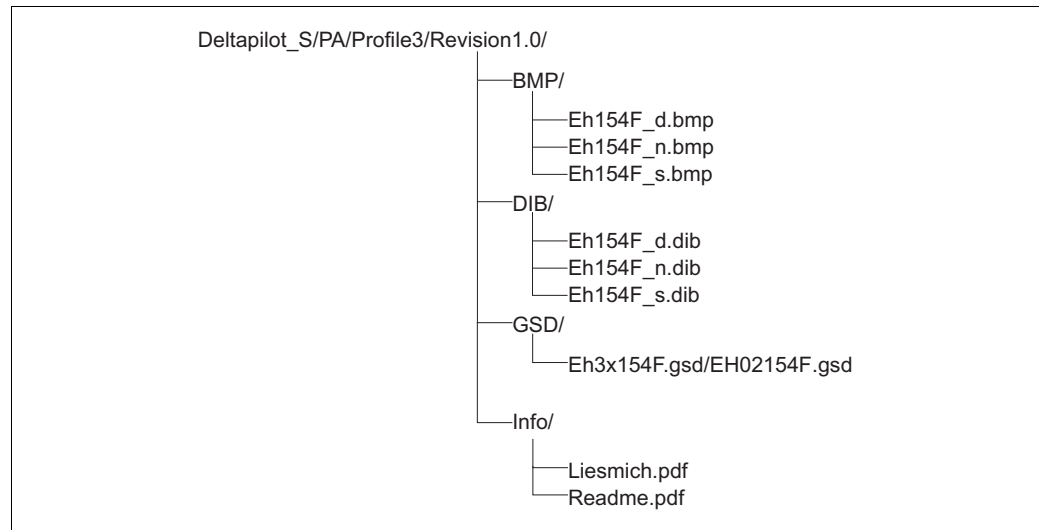 Deltapilot_S/PA/Profile3/Revision1.0/
BMP/
Eh154F_d.bmp
Eh154F_n.bmp
Eh154F_s.bmp
DIB/
Eh154F_d.dib
Eh154F_n.dib
Eh154F_s.dib
GSD/
Eh3x154F.gsd/EH02154F.gsd
Info/
Liesmich.pdf
Readme.pdf